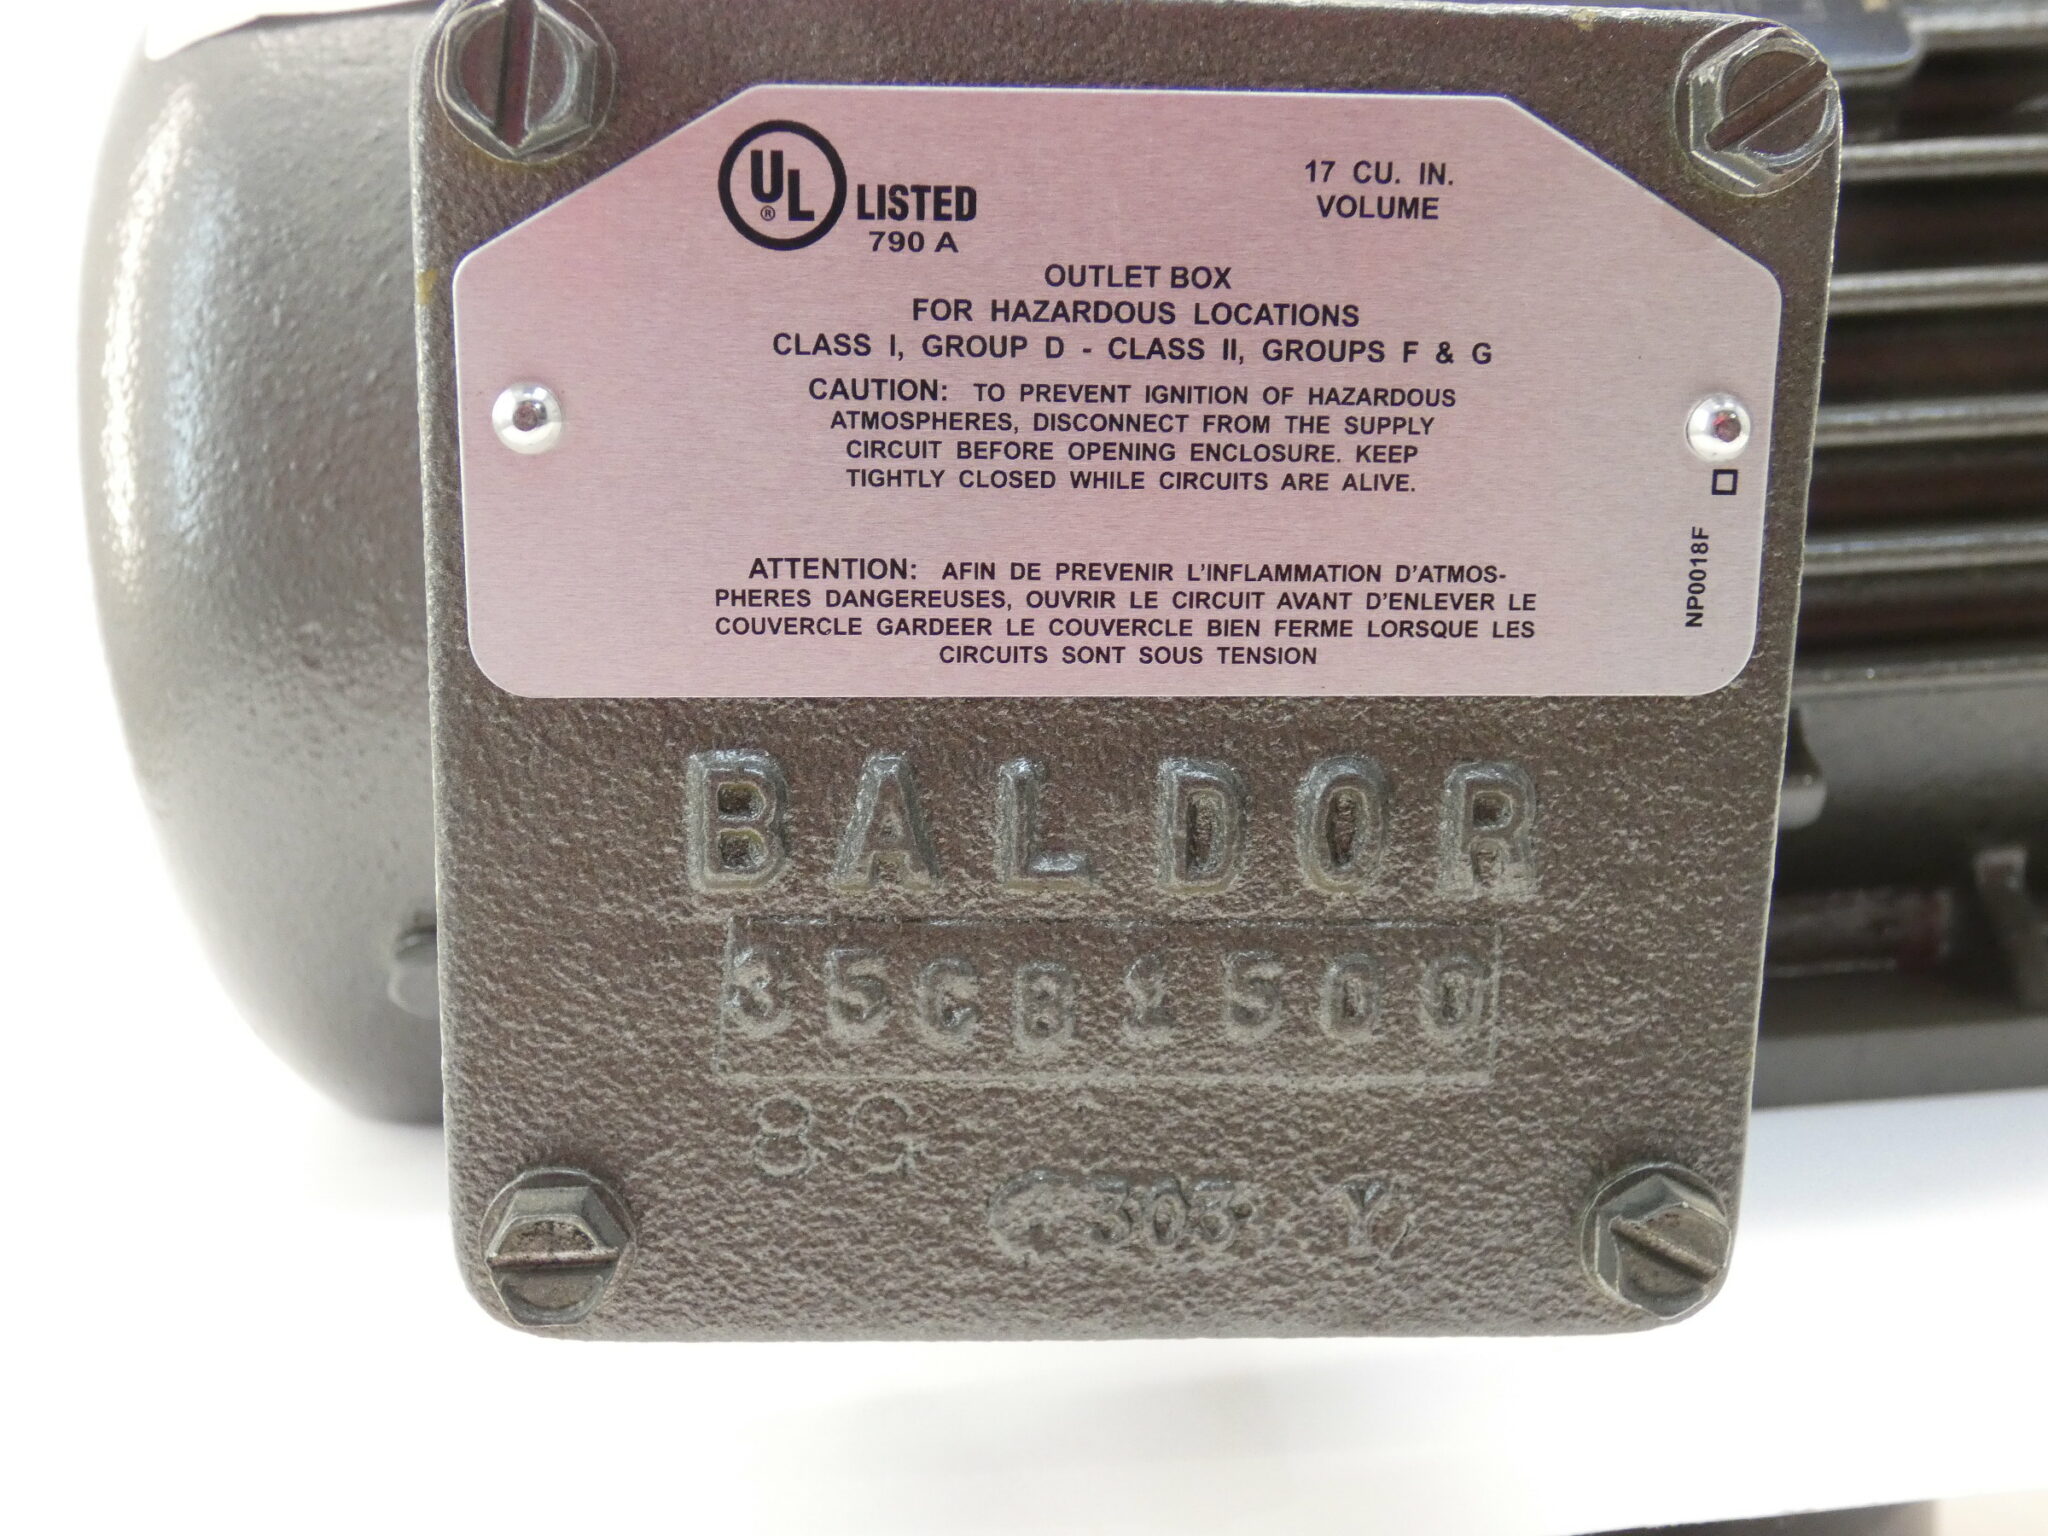 UL ® LISTED
790 A
17 CU. IN.
VOLUME
OUTLET BOX
FOR HAZARDOUS LOCATIONS
CLASS I, GROUP D - CLASS II, GROUPS F & G
CAUTION: TO PREVENT IGNITION OF HAZARDOUS
ATMOSPHERES, DISCONNECT FROM THE SUPPLY
CIRCUIT BEFORE OPENING ENCLOSURE. KEEP
TIGHTLY CLOSED WHILE CIRCUITS ARE ALIVE.
ATTENTION: AFIN DE PREVENIR L'INFLAMMATION D'ATMOS-
PHERES DANGEREUSES, OUVRIR LE CIRCUIT AVANT D'ENLEVER LE
COUVERCLE GARDEER LE COUVERCLE BIEN FERME LORSQUE LES
CIRCUITS SONT SOUS TENSION
NP0018F
BALDOR
303 Y